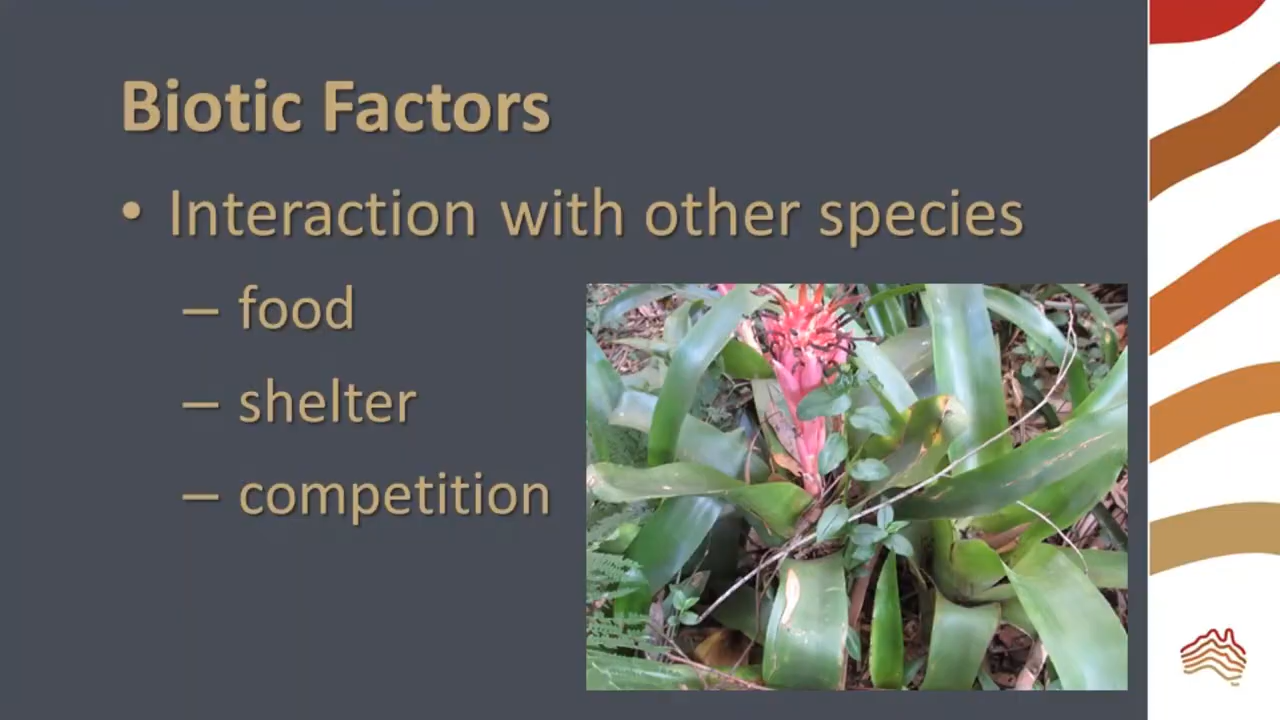 Biotic Factors
• Interaction with other species
– food
– shelter
– competition